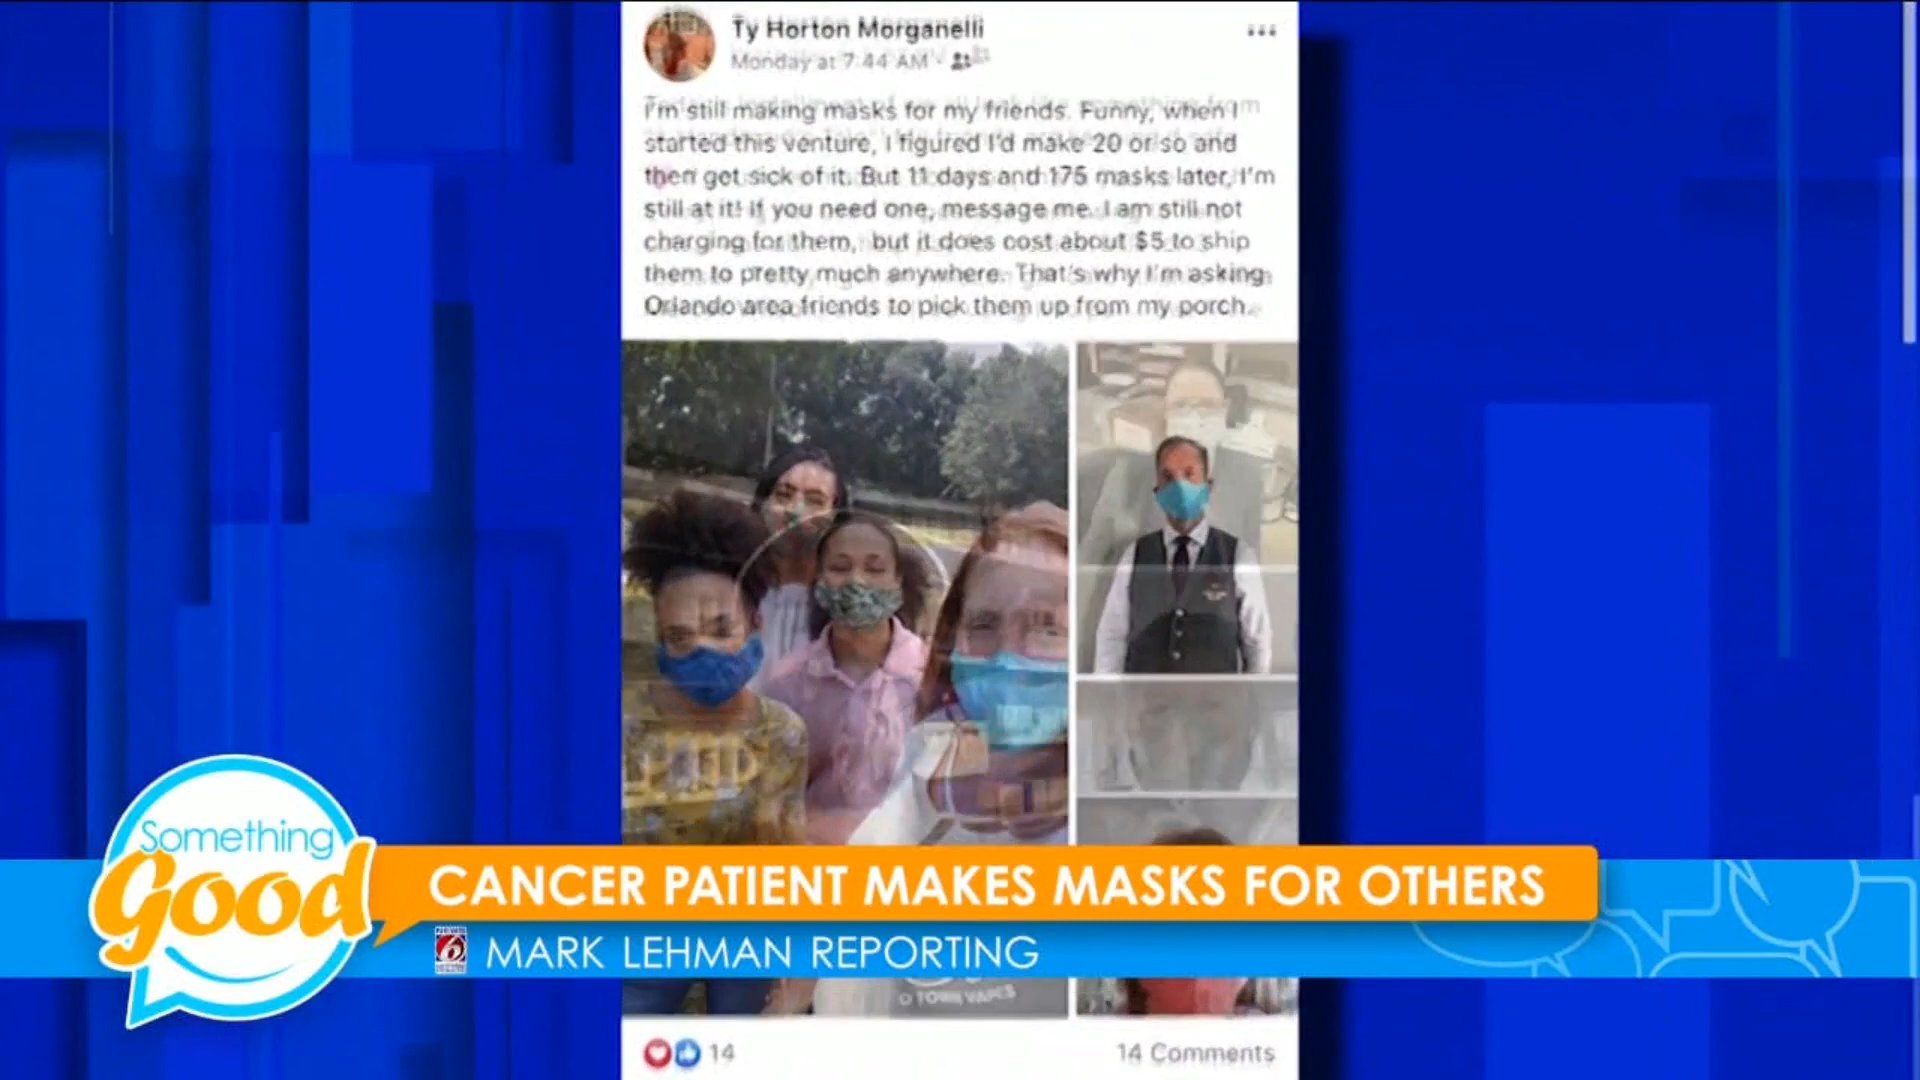 Ty Horton Morganelli
Monday at 7:44 AM
I'm still making masks for my friends. Funny, when I
started this venture, I figured I'd make 20 or so and
then get sick of it. But 11 days and 175 masks later, I'm
still at it! If you need one, message me. I am still not
charging for them, but it does cost about $5 to ship
them to pretty much anywhere. That's why I'm asking
Orlando area friends to pick them up from my porch.
Something
Good
CANCER PATIENT MAKES MASKS FOR OTHERS
NEWS
6
MARK LEHMAN REPORTING
O TOWN VAPES
14
14 Comments